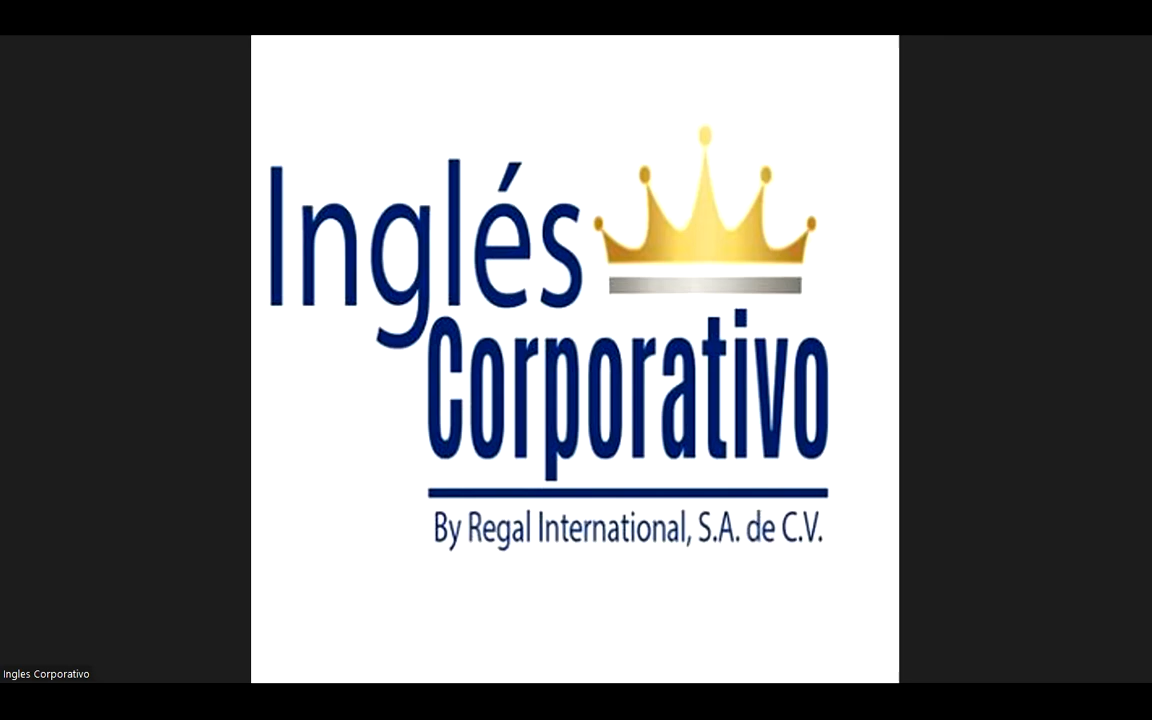 Inglés
Corporativo
By Regal International, S.A. de C.V.
Ingles Corporativo